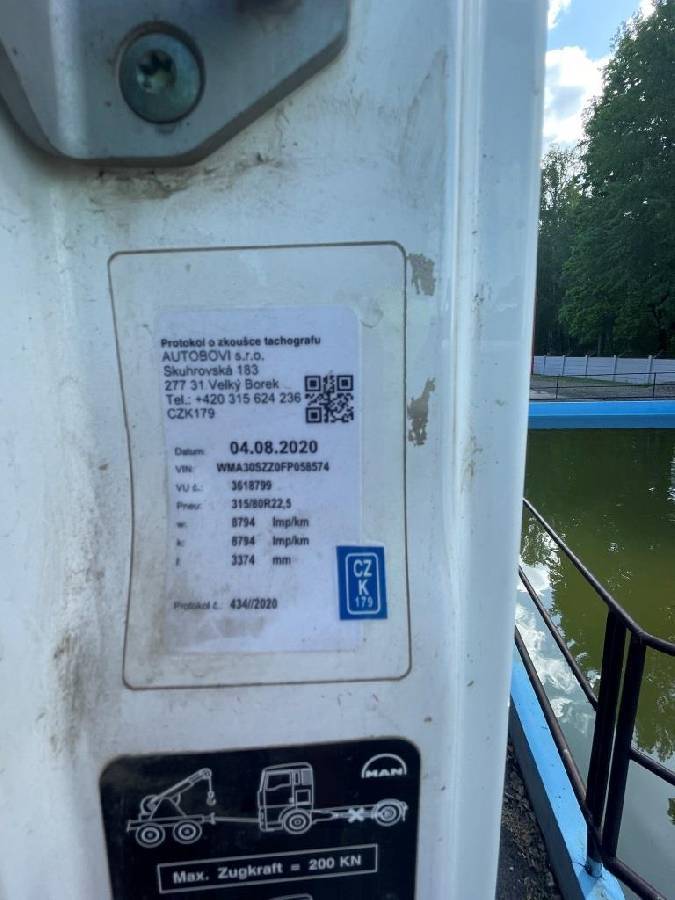 Protokol o zkoušce tachografu
AUTOBOVI s.r.o.
Skuhrovská 183
277 31 Velký Borek
Tel.: +420 315 624 236
CZK179
Datum: 04.08.2020
VIN: WMA30SZZ0FP058574
VU č.: 3618799
Pneu: 315/80R22,5
w: 8794 Imp/km
k: 8794 Imp/km
l: 3374 mm
CZ
K
179
Protokol č.: 434//2020
MAN
Max. Zugkraft = 200 KN